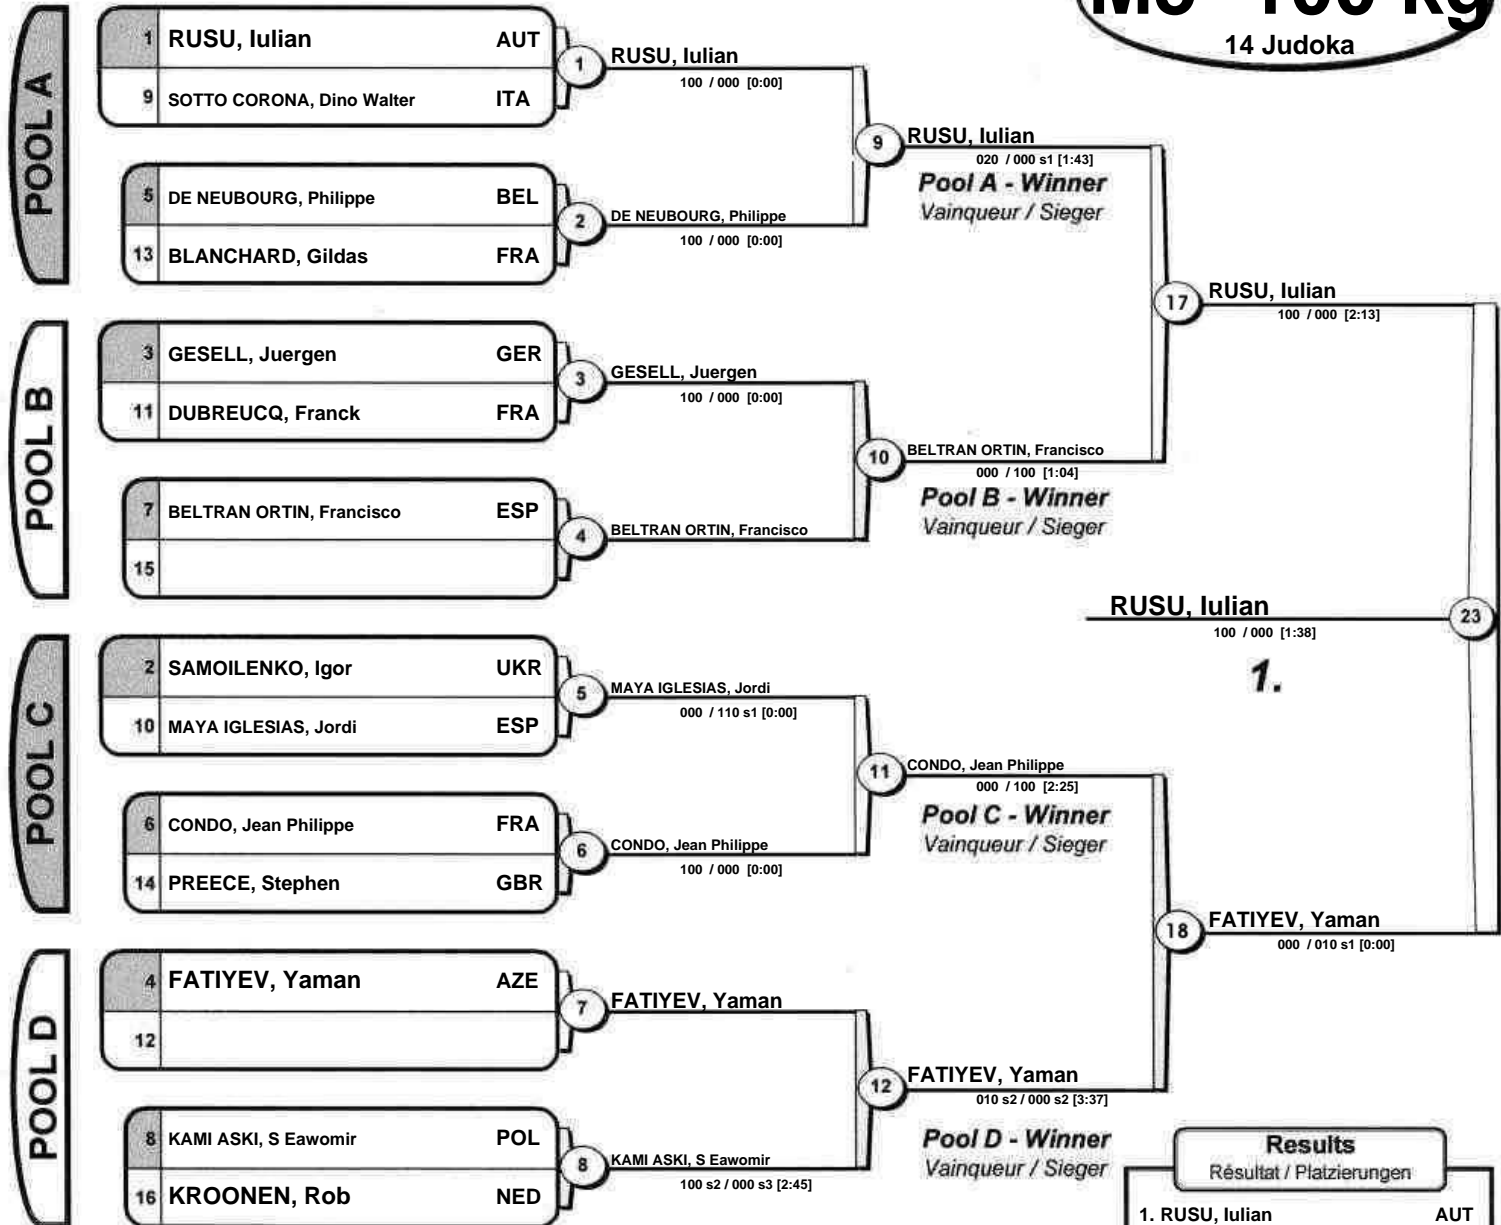 M3 -100 kg
14 Judoka
POOL A
1 RUSU, Iulian AUT
9 SOTTO CORONA, Dino Walter ITA
1
RUSU, Iulian
100 / 000 [0:00]
5 DE NEUBOURG, Philippe BEL
13 BLANCHARD, Gildas FRA
2
DE NEUBOURG, Philippe
100 / 000 [0:00]
9
RUSU, Iulian
020 / 000 s1 [1:43]
Pool A - Winner
Vainqueur / Sieger
POOL B
3 GESELL, Juergen GER
11 DUBREUCQ, Franck FRA
3
GESELL, Juergen
100 / 000 [0:00]
7 BELTRAN ORTIN, Francisco ESP
15
4
BELTRAN ORTIN, Francisco
10
BELTRAN ORTIN, Francisco
000 / 100 [1:04]
Pool B - Winner
Vainqueur / Sieger
17
RUSU, Iulian
100 / 000 [2:13]
POOL C
2 SAMOILENKO, Igor UKR
10 MAYA IGLESIAS, Jordi ESP
5
MAYA IGLESIAS, Jordi
000 / 110 s1 [0:00]
6 CONDO, Jean Philippe FRA
14 PREECE, Stephen GBR
6
CONDO, Jean Philippe
100 / 000 [0:00]
11
CONDO, Jean Philippe
000 / 100 [2:25]
Pool C - Winner
Vainqueur / Sieger
POOL D
4 FATIYEV, Yaman AZE
12
7
FATIYEV, Yaman
8 KAMI ASKI, S Eawomir POL
16 KROONEN, Rob NED
8
KAMI ASKI, S Eawomir
100 s2 / 000 s3 [2:45]
12
FATIYEV, Yaman
010 s2 / 000 s2 [3:37]
Pool D - Winner
Vainqueur / Sieger
18
FATIYEV, Yaman
000 / 010 s1 [0:00]
23
RUSU, Iulian
100 / 000 [1:38]
1.
Results
Résultat / Platzierungen
1. RUSU, Iulian AUT